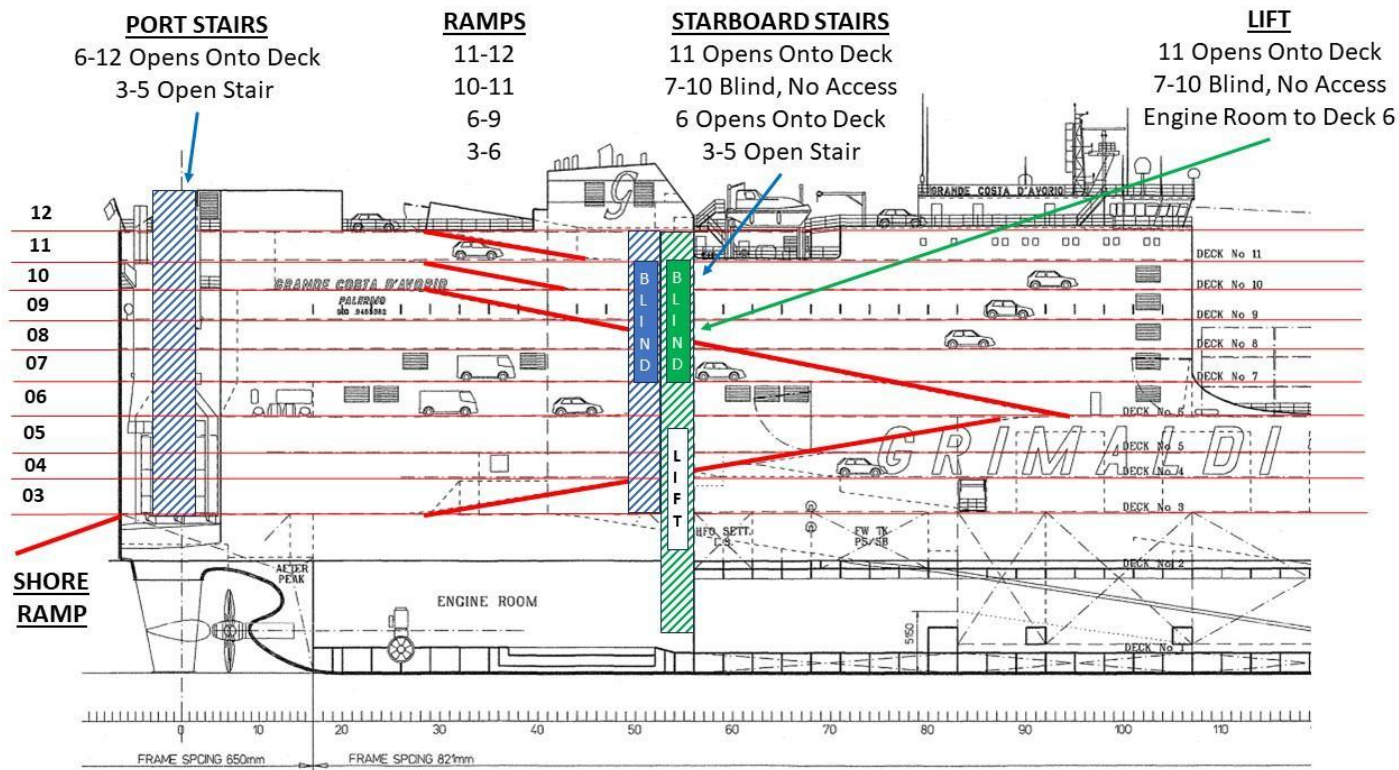 PORT STAIRS
6-12 Opens Onto Deck
3-5 Open Stair
RAMPS
11-12
10-11
6-9
3-6
STARBOARD STAIRS
11 Opens Onto Deck
7-10 Blind, No Access
6 Opens Onto Deck
3-5 Open Stair
LIFT
11 Opens Onto Deck
7-10 Blind, No Access
Engine Room to Deck 6
12
11
10
09
08
07
06
05
04
03
G
GRANDE COSTA D'AVORIO
GRANDE COSTA D'AVORIO
PALERMO
BLIND
BLIND
LIFT
DECK No 11
DECK No 10
DECK No 9
DECK No 8
DECK No 7
DECK No 6
DECK No 5
DECK No 4
DECK No 3
DECK No 2
DECK No 1
GRIMALDI
HFO SETT.
FW TK
PS/SB
SHORE
RAMP
AFTER
PEAK
ENGINE ROOM
5150
0 10 20 30 40 50 60 70 80 90 100 110
FRAME SPCING 650mm
FRAME SPCING 821mm